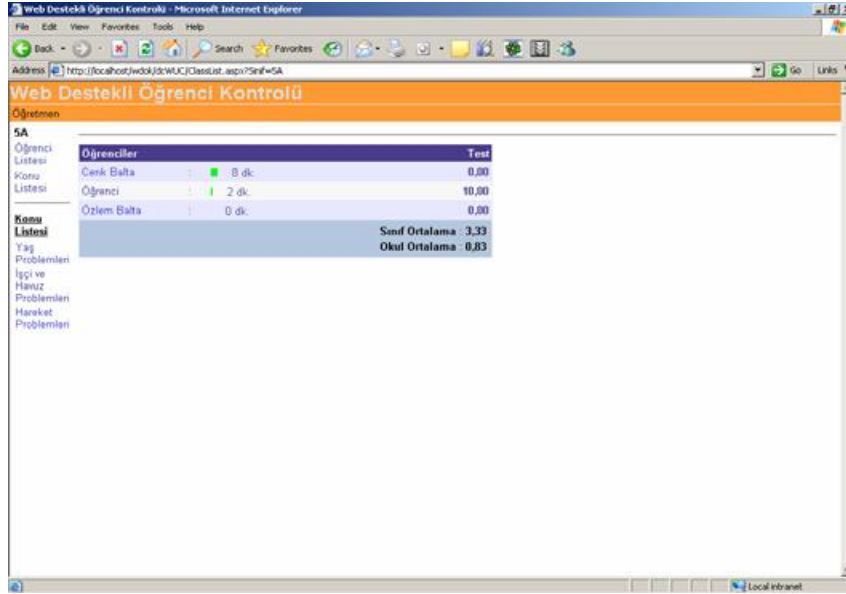 Web Destekli Öğrenci Kontrolü - Microsoft Internet Explorer
File Edit View Favorites Tools Help
Back Search Favorites
Address http://localhost/wdok/dcWUC/ClassList.aspx?Sinif=5A Go Links
Web Destekli Öğrenci Kontrolü
Öğretmen
5A
Öğrenci
Listesi
Konu
Listesi
Konu
Listesi
Yaş
Problemleri
İşçi ve
Havuz
Problemleri
Hareket
Problemleri
Öğrenciler Test
Cenk Balta : 8 dk. 0,00
Öğrenci : 2 dk. 10,00
Özlem Balta : 0 dk. 0,00
Sınıf Ortalama : 3,33
Okul Ortalama : 0,83
Local intranet